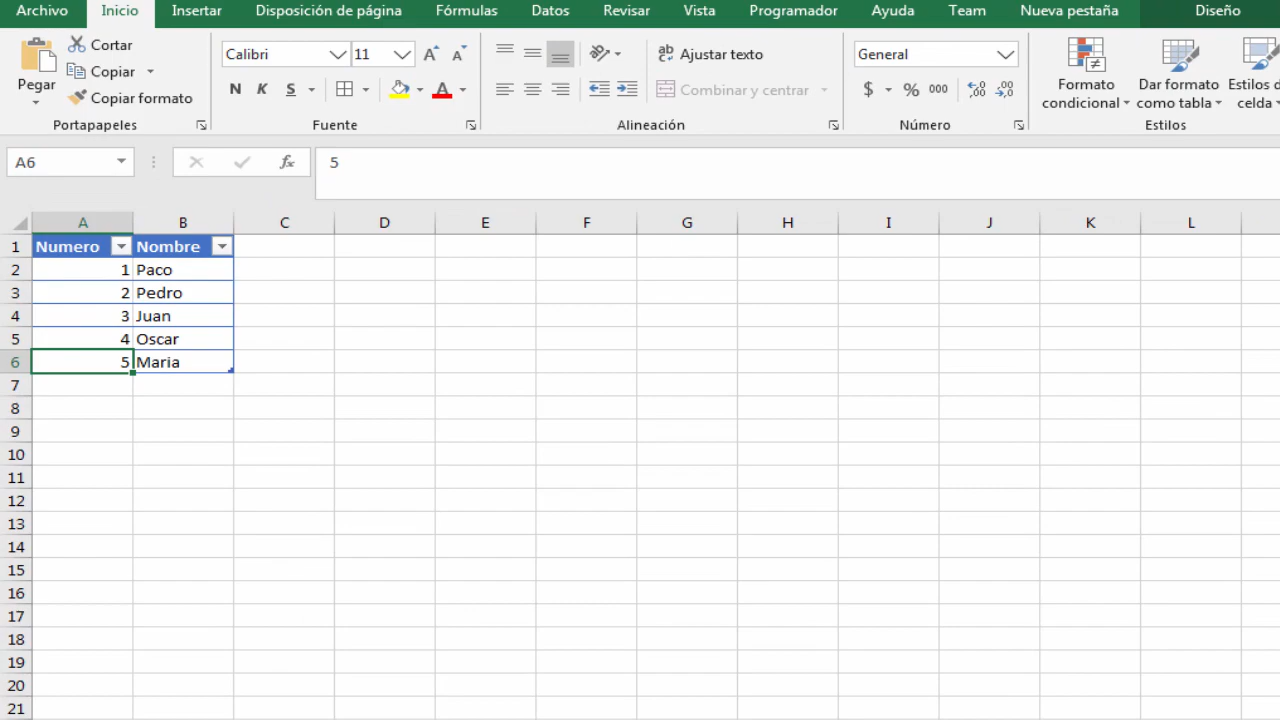 Archivo Inicio Insertar Disposición de página Fórmulas Datos Revisar Vista Programador Ayuda Team Nueva pestaña Diseño
Pegar
Cortar
Copiar
Copiar formato
Portapapeles
Calibri 11 A A
N K S A
Fuente
ab Ajustar texto
Combinar y centrar
Alineación
General
$ % 000
Número
Formato condicional
Dar formato como tabla
Estilos d
celda
Estilos
A6 fx 5
A B C D E F G H I J K L
1 Numero Nombre
2 1 Paco
3 2 Pedro
4 3 Juan
5 4 Oscar
6 5 Maria
7
8
9
10
11
12
13
14
15
16
17
18
19
20
21